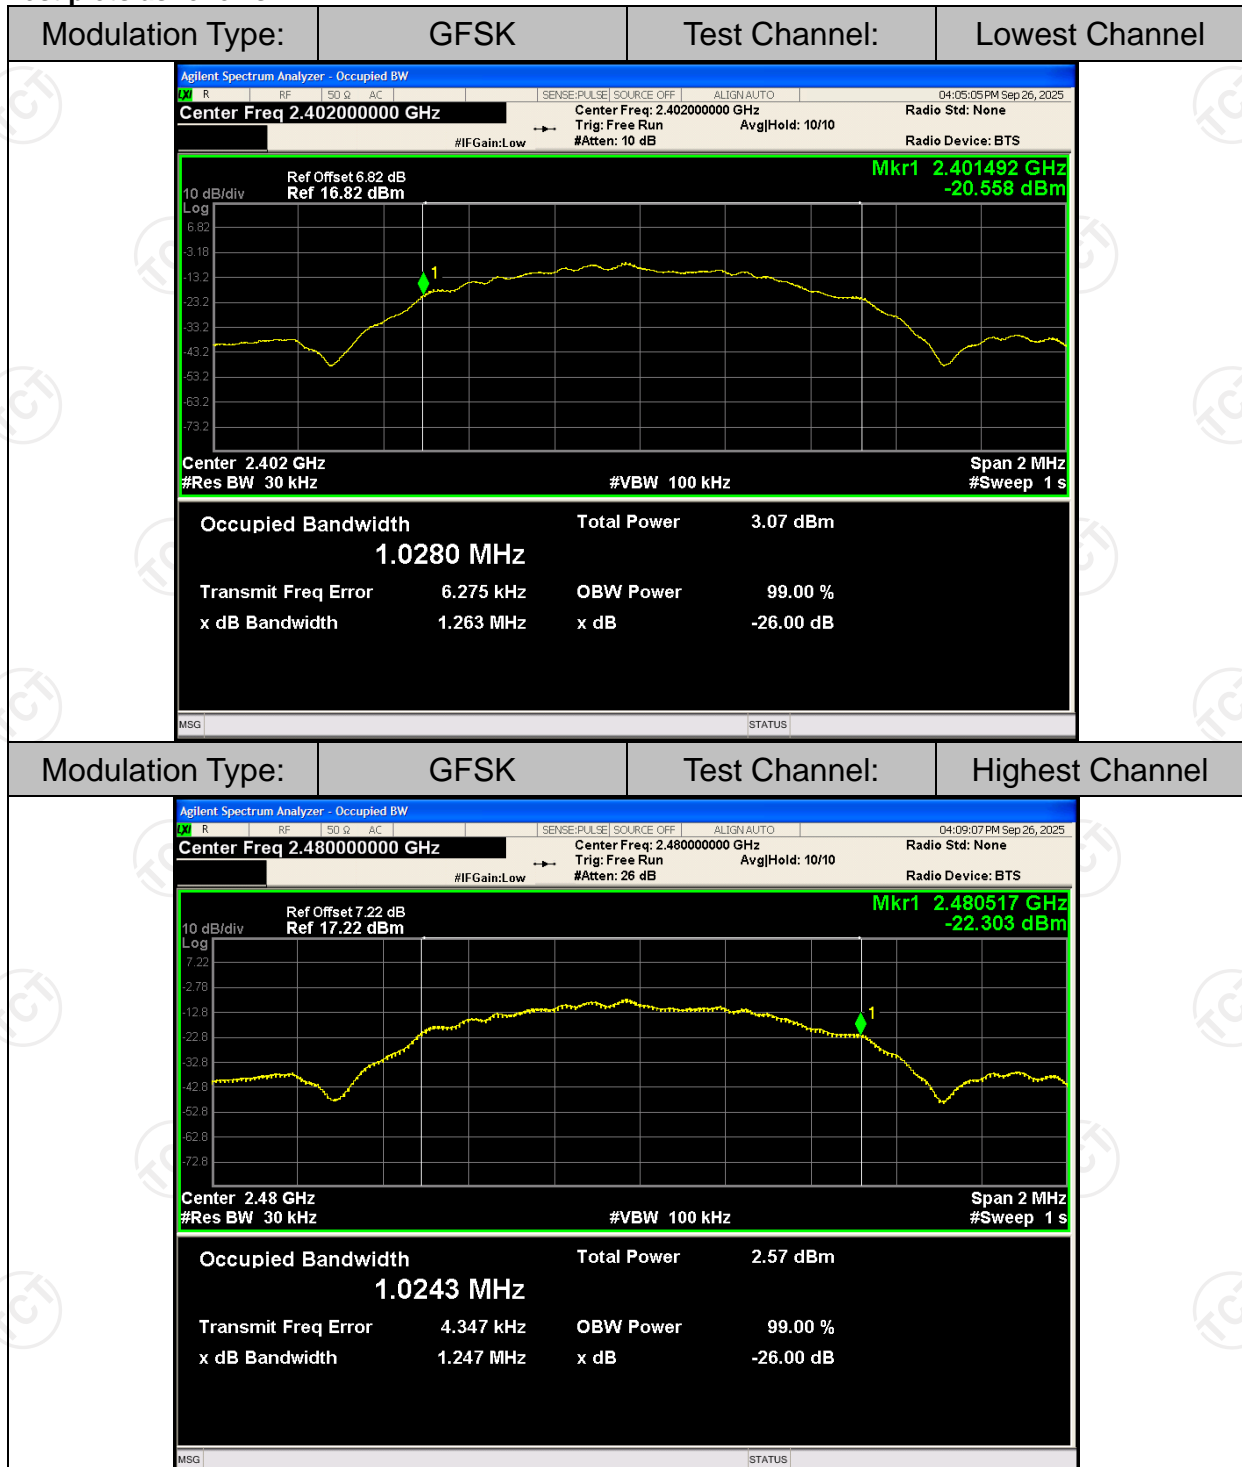 Test plots as follows:
Modulation Type: GFSK Test Channel: Lowest Channel
Agilent Spectrum Analyzer - Occupied BW
LXI R RF 50 Ω AC SENSE:PULSE SOURCE OFF ALIGN AUTO 04:05:05 PM Sep 26, 2025
Center Freq 2.402000000 GHz Center Freq: 2.402000000 GHz Radio Std: None
Trig: Free Run Avg|Hold: 10/10
#IFGain:Low #Atten: 10 dB Radio Device: BTS
Mkr1 2.401492 GHz
-20.558 dBm
Ref Offset 6.82 dB
10 dB/div Ref 16.82 dBm
Log
6.82
-3.18
1
-13.2
-23.2
-33.2
-43.2
-53.2
-63.2
-73.2
Center 2.402 GHz Span 2 MHz
#Res BW 30 kHz #VBW 100 kHz #Sweep 1 s
Occupied Bandwidth Total Power 3.07 dBm
1.0280 MHz
Transmit Freq Error 6.275 kHz OBW Power 99.00 %
x dB Bandwidth 1.263 MHz x dB -26.00 dB
MSG STATUS
Modulation Type: GFSK Test Channel: Highest Channel
Agilent Spectrum Analyzer - Occupied BW
LXI R RF 50 Ω AC SENSE:PULSE SOURCE OFF ALIGN AUTO 04:09:07 PM Sep 26, 2025
Center Freq 2.480000000 GHz Center Freq: 2.480000000 GHz Radio Std: None
Trig: Free Run Avg|Hold: 10/10
#IFGain:Low #Atten: 26 dB Radio Device: BTS
Mkr1 2.480517 GHz
-22.303 dBm
Ref Offset 7.22 dB
10 dB/div Ref 17.22 dBm
Log
7.22
-2.78
-12.8
1
-22.8
-32.8
-42.8
-52.8
-62.8
-72.8
Center 2.48 GHz Span 2 MHz
#Res BW 30 kHz #VBW 100 kHz #Sweep 1 s
Occupied Bandwidth Total Power 2.57 dBm
1.0243 MHz
Transmit Freq Error 4.347 kHz OBW Power 99.00 %
x dB Bandwidth 1.247 MHz x dB -26.00 dB
MSG STATUS